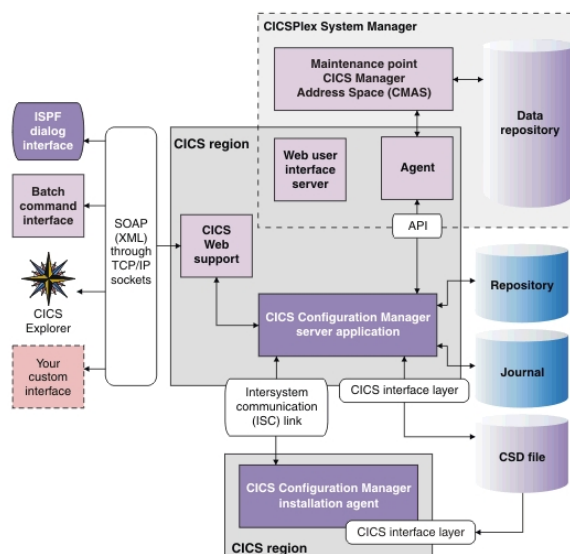 CICSPlex System Manager
Maintenance point
CICS Manager
Address Space (CMAS)
Data
repository
ISPF
dialog
interface
CICS region
Web user
interface
server
Agent
Batch
command
interface
SOAP
(XML)
through
TCP/IP
sockets
CICS
Web
support
API
CICS
Explorer
CICS Configuration Manager
server application
Repository
Your
custom
interface
Journal
Intersystem
communication
(ISC) link
CICS interface layer
CSD file
CICS Configuration Manager
installation agent
CICS interface layer
CICS region